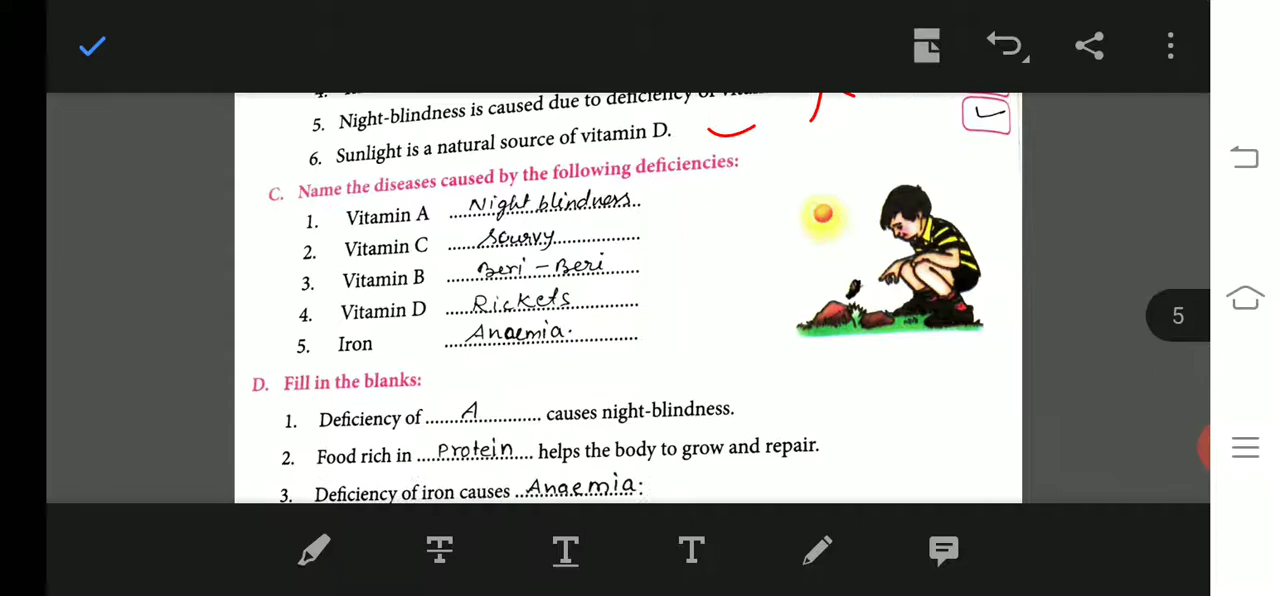 4.
5. Night-blindness is caused due to deficiency of
6. Sunlight is a natural source of vitamin D.
C. Name the diseases caused by the following deficiencies:
1. Vitamin A Night blindness
2. Vitamin C Scurvy
3. Vitamin B Beri-Beri
4. Vitamin D Rickets
5. Iron Anaemia.
5
D. Fill in the blanks:
1. Deficiency of A causes night-blindness.
2. Food rich in Protein helps the body to grow and repair.
3. Deficiency of iron causes Anaemia:
T T T